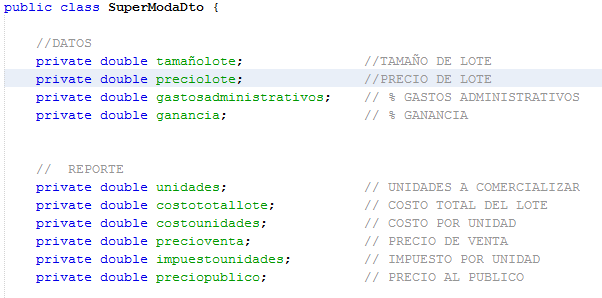 public class SuperModaDto {
//DATOS
private double tamañolote; //TAMAÑO DE LOTE
private double preciolote; //PRECIO DE LOTE
private double gastosadministrativos; // % GASTOS ADMINISTRATIVOS
private double ganancia; // % GANANCIA
// REPORTE
private double unidades; // UNIDADES A COMERCIALIZAR
private double costototallote; // COSTO TOTAL DEL LOTE
private double costounidades; // COSTO POR UNIDAD
private double precioventa; // PRECIO DE VENTA
private double impuestounidades; // IMPUESTO POR UNIDAD
private double preciopublico; // PRECIO AL PUBLICO